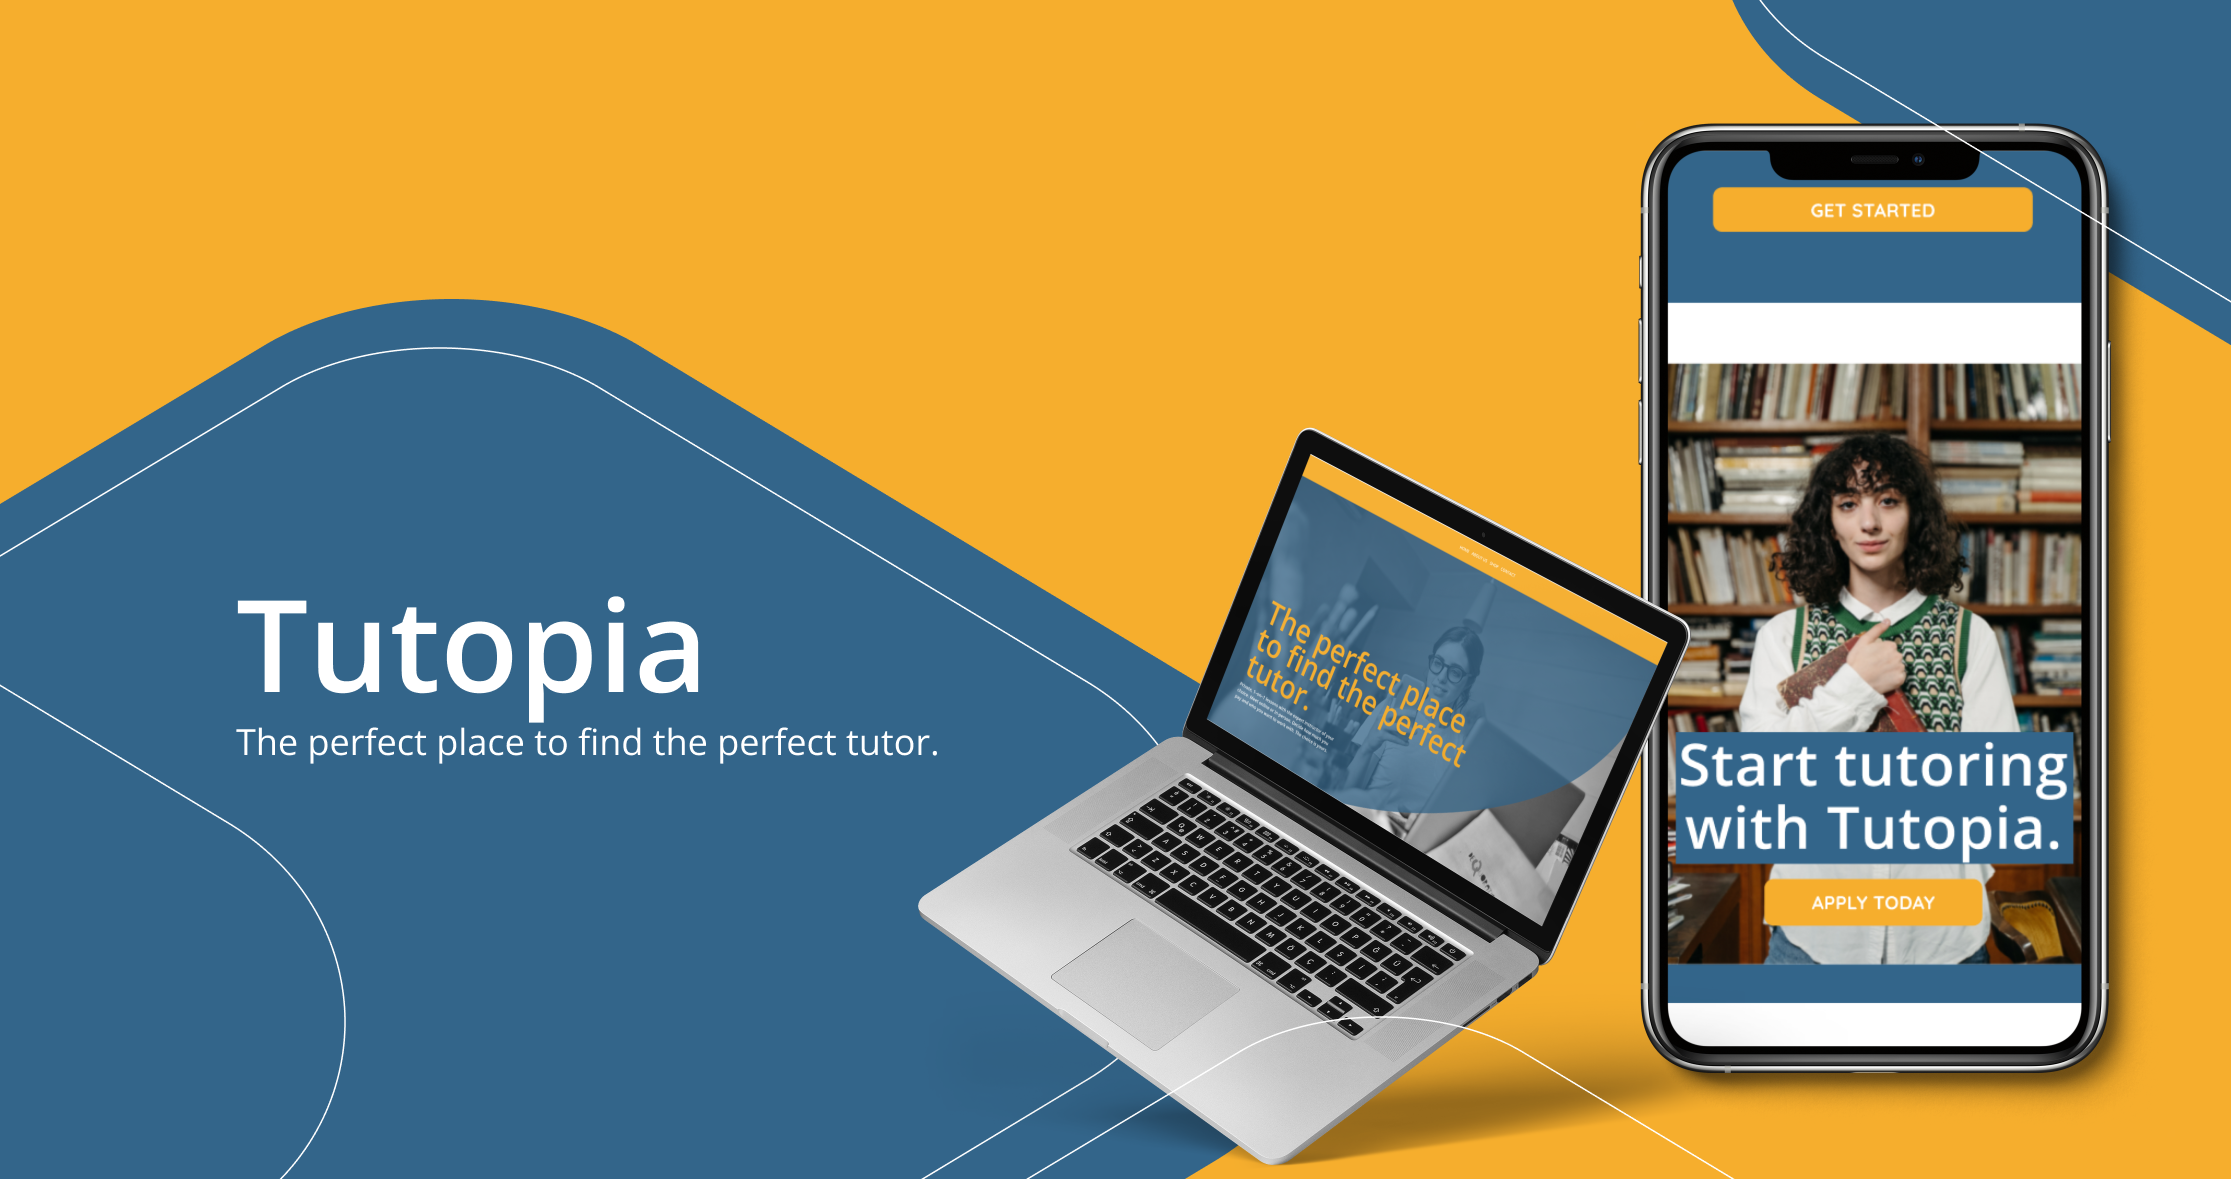 Tutopia
The perfect place to find the perfect tutor.
The perfect place
to find the perfect
tutor.
GET STARTED
Start tutoring
with Tutopia.
APPLY TODAY